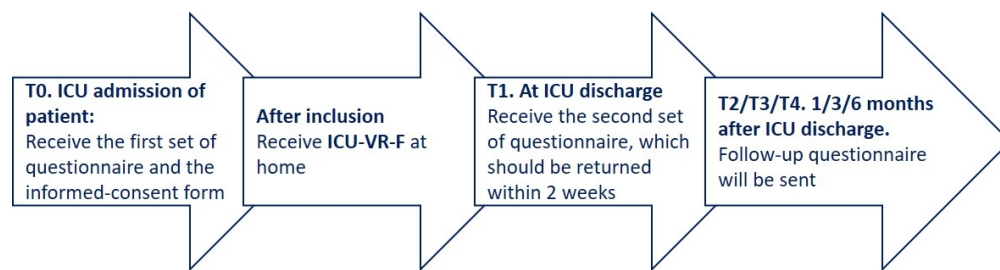 T0. ICU admission of
patient:
Receive the first set of
questionnaire and the
informed-consent form
After inclusion
Receive ICU-VR-F at
home
T1. At ICU discharge
Receive the second set
of questionnaire, which
should be returned
within 2 weeks
T2/T3/T4. 1/3/6 months
after ICU discharge.
Follow-up questionnaire
will be sent